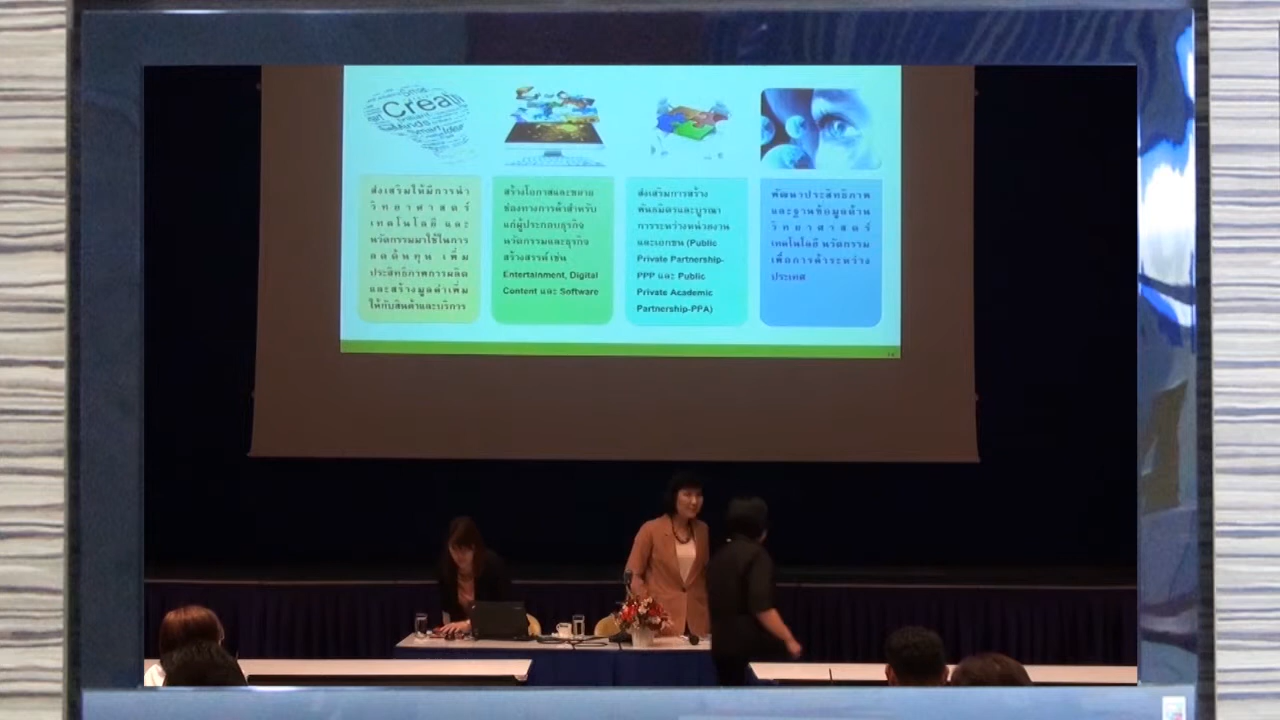 Creati
Smart Idea
ส่งเสริมให้มีการนำ
วิทยาศาสตร์
เทคโนโลยี และ
นวัตกรรมมาใช้ในการ
ลดต้นทุน เพิ่ม
ประสิทธิภาพการผลิต
และสร้างมูลค่าเพิ่ม
ให้กับสินค้าและบริการ
สร้างโอกาสและขยาย
ช่องทางการค้าสำหรับ
แก่ผู้ประกอบธุรกิจ
นวัตกรรมและธุรกิจ
สร้างสรรค์ เช่น
Entertainment, Digital
Content และ Software
ส่งเสริมการสร้าง
พันธมิตรและบูรณา
การระหว่างหน่วยงาน
และเอกชน (Public
Private Partnership-
PPP และ Public
Private Academic
Partnership-PPA)
พัฒนาประสิทธิภาพ
และฐานข้อมูลด้าน
วิทยาศาสตร์
เทคโนโลยี นวัตกรรม
เพื่อการค้าระหว่าง
ประเทศ